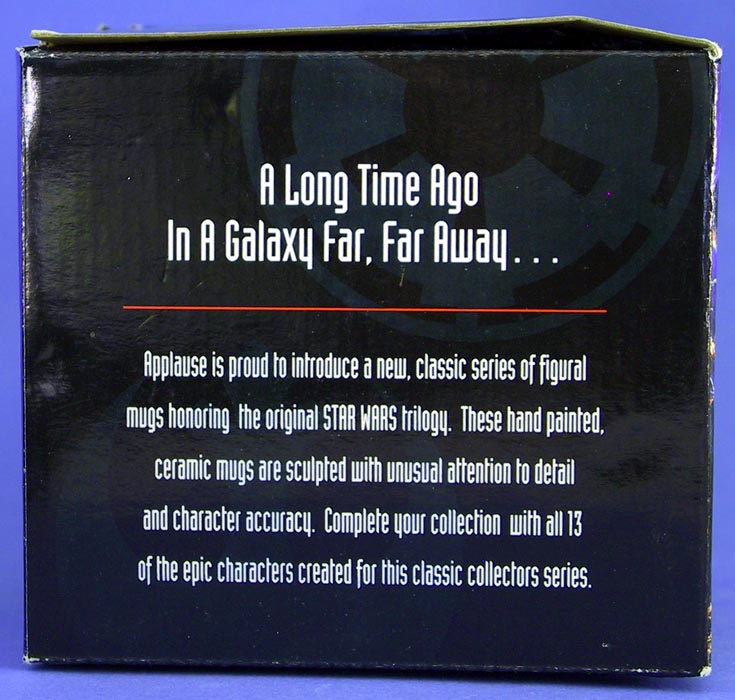 A Long Time Ago
In A Galaxy Far, Far Away . . .
Applause is proud to introduce a new, classic series of figural
mugs honoring the original STAR WARS trilogy. These hand painted,
ceramic mugs are sculpted with unusual attention to detail
and character accuracy. Complete your collection with all 13
of the epic characters created for this classic collectors series.